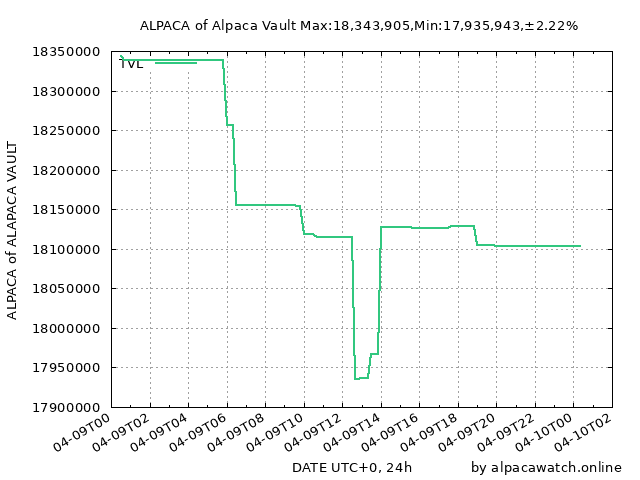 ALPACA of Alpaca Vault Max:18,343,905,Min:17,935,943,±2.22%
TVL
18350000
18300000
18250000
18200000
18150000
18100000
18050000
18000000
17950000
17900000
ALPACA of ALAPACA VAULT
04-09T00
04-09T02
04-09T04
04-09T06
04-09T08
04-09T10
04-09T12
04-09T14
04-09T16
04-09T18
04-09T20
04-09T22
04-10T00
04-10T02
DATE UTC+0, 24h
by alpacawatch.online